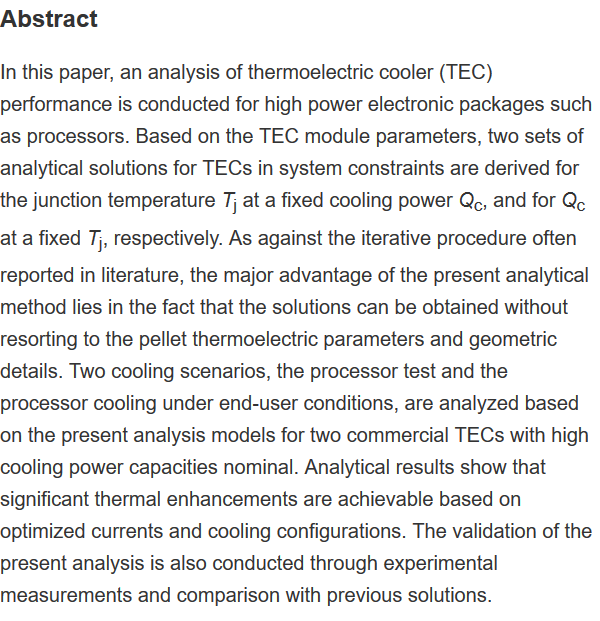 Abstract
In this paper, an analysis of thermoelectric cooler (TEC)
performance is conducted for high power electronic packages such
as processors. Based on the TEC module parameters, two sets of
analytical solutions for TECs in system constraints are derived for
the junction temperature Tj at a fixed cooling power Qc, and for Qc
at a fixed Tj, respectively. As against the iterative procedure often
reported in literature, the major advantage of the present analytical
method lies in the fact that the solutions can be obtained without
resorting to the pellet thermoelectric parameters and geometric
details. Two cooling scenarios, the processor test and the
processor cooling under end-user conditions, are analyzed based
on the present analysis models for two commercial TECs with high
cooling power capacities nominal. Analytical results show that
significant thermal enhancements are achievable based on
optimized currents and cooling configurations. The validation of the
present analysis is also conducted through experimental
measurements and comparison with previous solutions.